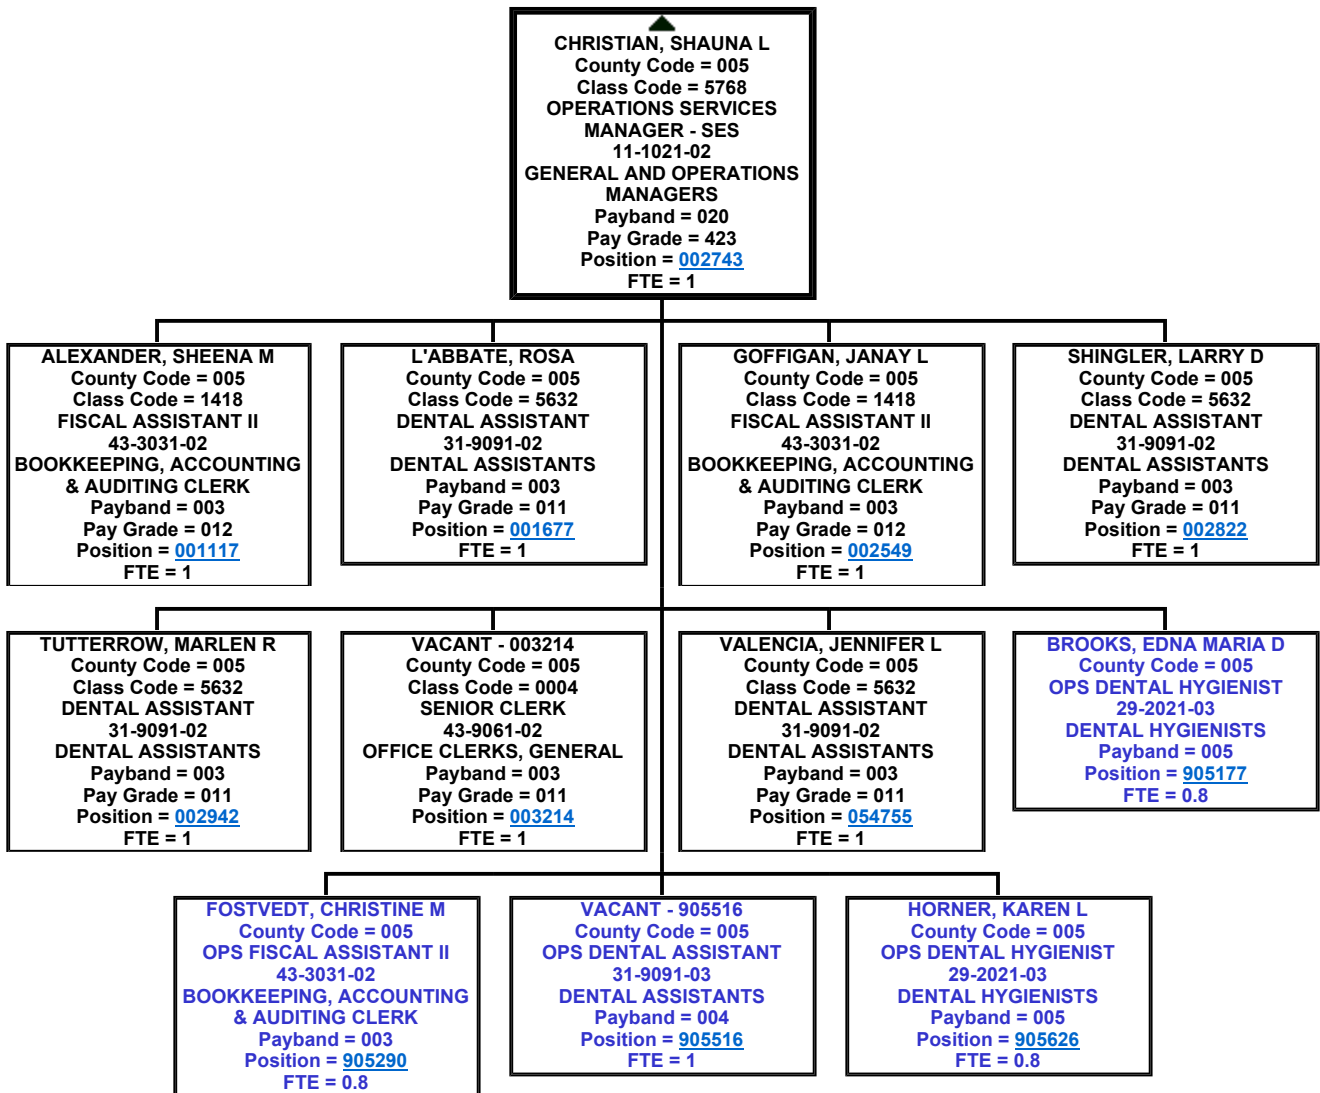 CHRISTIAN, SHAUNA L
County Code = 005
Class Code = 5768
OPERATIONS SERVICES
MANAGER - SES
11-1021-02
GENERAL AND OPERATIONS
MANAGERS
Payband = 020
Pay Grade = 423
Position = 002743
FTE = 1
ALEXANDER, SHEENA M
County Code = 005
Class Code = 1418
FISCAL ASSISTANT II
43-3031-02
BOOKKEEPING, ACCOUNTING
& AUDITING CLERK
Payband = 003
Pay Grade = 012
Position = 001117
FTE = 1
L'ABBATE, ROSA
County Code = 005
Class Code = 5632
DENTAL ASSISTANT
31-9091-02
DENTAL ASSISTANTS
Payband = 003
Pay Grade = 011
Position = 001677
FTE = 1
GOFFIGAN, JANAY L
County Code = 005
Class Code = 1418
FISCAL ASSISTANT II
43-3031-02
BOOKKEEPING, ACCOUNTING
& AUDITING CLERK
Payband = 003
Pay Grade = 012
Position = 002549
FTE = 1
SHINGLER, LARRY D
County Code = 005
Class Code = 5632
DENTAL ASSISTANT
31-9091-02
DENTAL ASSISTANTS
Payband = 003
Pay Grade = 011
Position = 002822
FTE = 1
TUTTERROW, MARLEN R
County Code = 005
Class Code = 5632
DENTAL ASSISTANT
31-9091-02
DENTAL ASSISTANTS
Payband = 003
Pay Grade = 011
Position = 002942
FTE = 1
VACANT - 003214
County Code = 005
Class Code = 0004
SENIOR CLERK
43-9061-02
OFFICE CLERKS, GENERAL
Payband = 003
Pay Grade = 011
Position = 003214
FTE = 1
VALENCIA, JENNIFER L
County Code = 005
Class Code = 5632
DENTAL ASSISTANT
31-9091-02
DENTAL ASSISTANTS
Payband = 003
Pay Grade = 011
Position = 054755
FTE = 1
BROOKS, EDNA MARIA D
County Code = 005
OPS DENTAL HYGIENIST
29-2021-03
DENTAL HYGIENISTS
Payband = 005
Position = 905177
FTE = 0.8
FOSTVEDT, CHRISTINE M
County Code = 005
OPS FISCAL ASSISTANT II
43-3031-02
BOOKKEEPING, ACCOUNTING
& AUDITING CLERK
Payband = 003
Position = 905290
FTE = 0.8
VACANT - 905516
County Code = 005
OPS DENTAL ASSISTANT
31-9091-03
DENTAL ASSISTANTS
Payband = 004
Position = 905516
FTE = 1
HORNER, KAREN L
County Code = 005
OPS DENTAL HYGIENIST
29-2021-03
DENTAL HYGIENISTS
Payband = 005
Position = 905626
FTE = 0.8